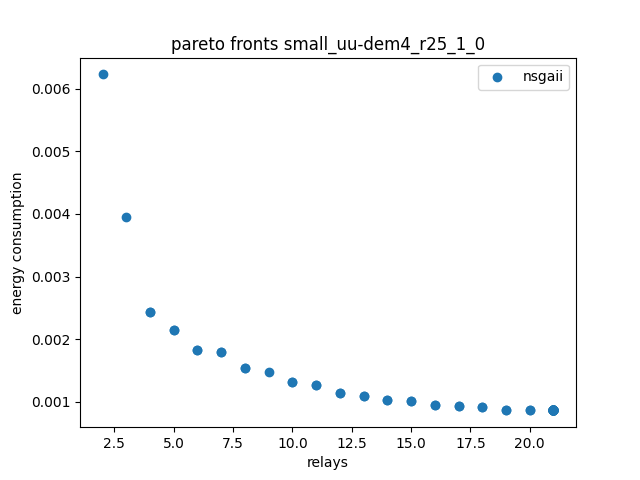 pareto fronts small_uu-dem4_r25_1_0
nsgaii
0.006
0.005
0.004
0.003
0.002
0.001
energy consumption
2.5 5.0 7.5 10.0 12.5 15.0 17.5 20.0
relays